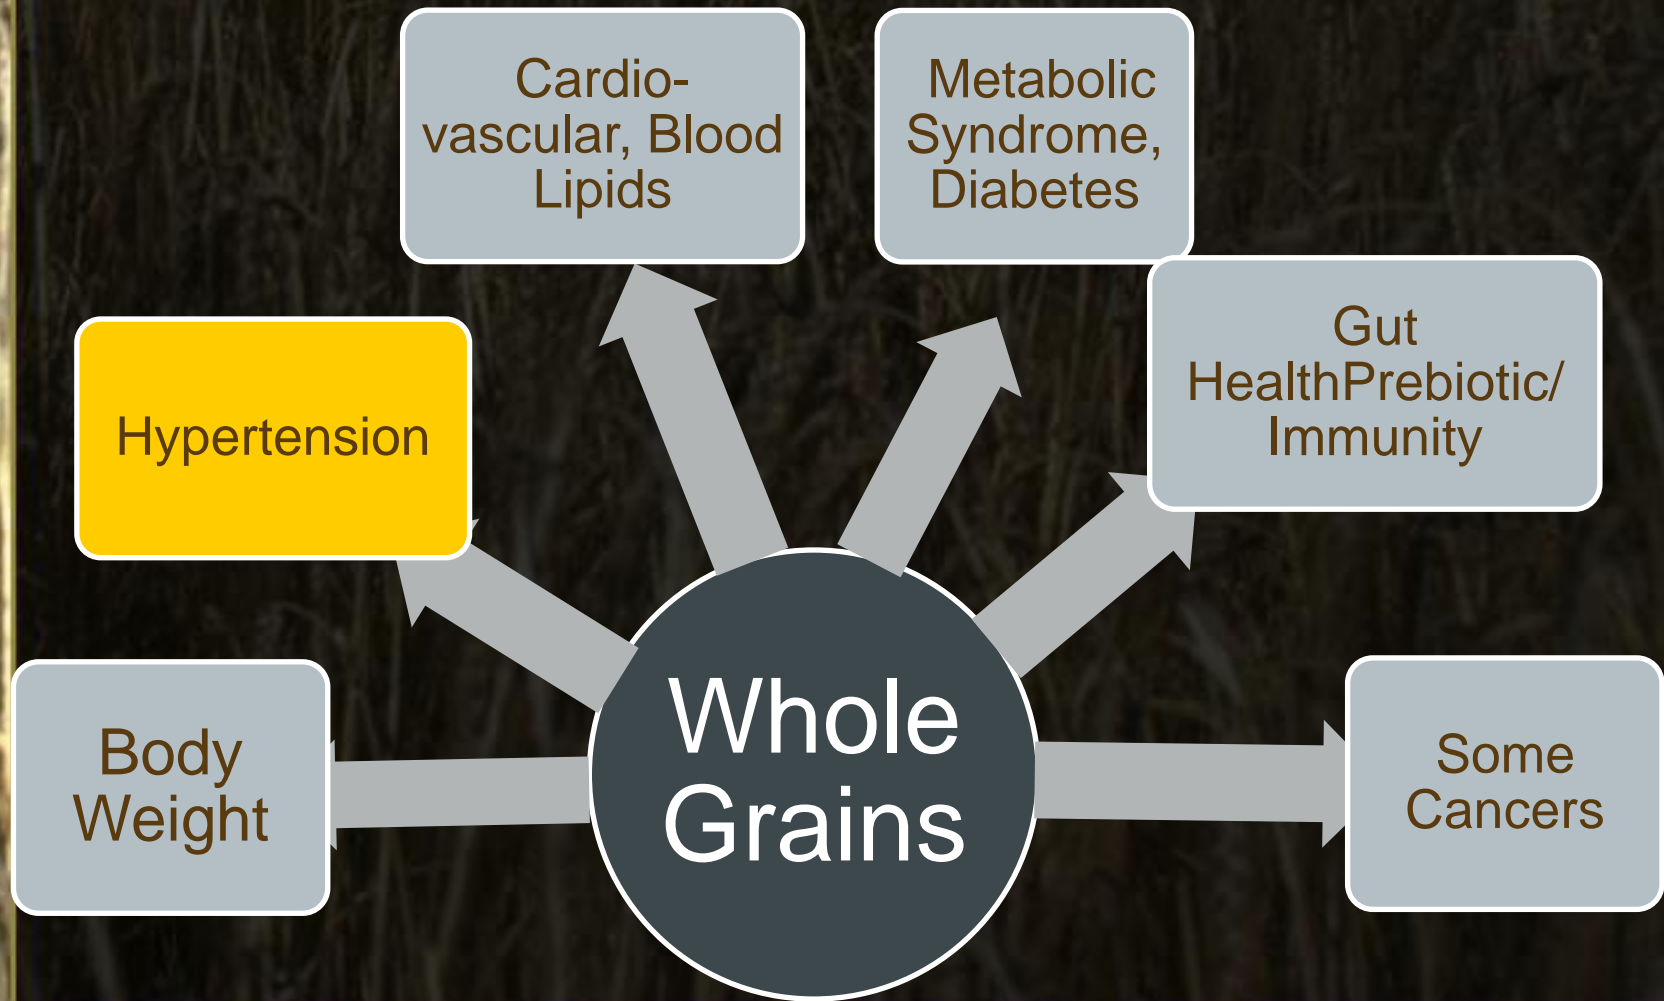 Cardio-
vascular, Blood
Lipids
Metabolic
Syndrome,
Diabetes
Gut
HealthPrebiotic/
Immunity
Hypertension
Body
Weight
Whole
Grains
Some
Cancers